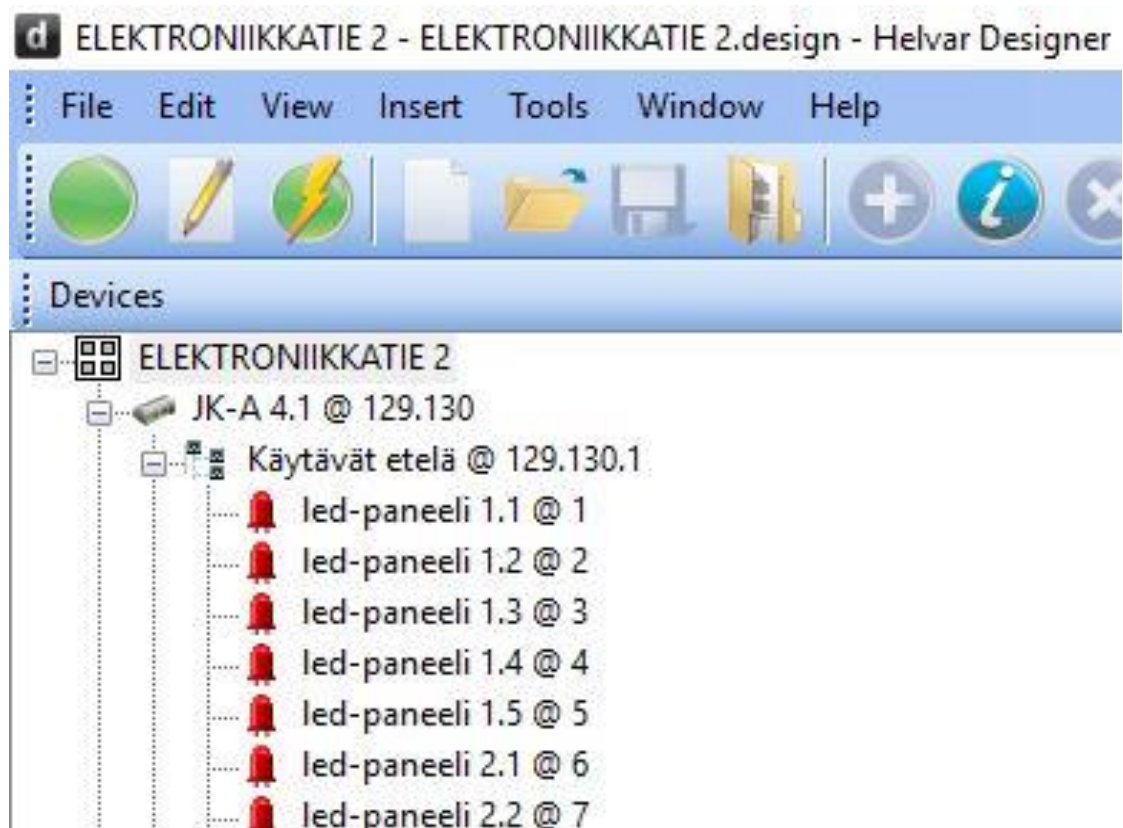 d ELEKTRONIIKKATIE 2 - ELEKTRONIIKKATIE 2.design - Helvar Designer
File Edit View Insert Tools Window Help
Devices
ELEKTRONIIKKATIE 2
JK-A 4.1 @ 129.130
Käytävät etelä @ 129.130.1
led-paneeli 1.1 @ 1
led-paneeli 1.2 @ 2
led-paneeli 1.3 @ 3
led-paneeli 1.4 @ 4
led-paneeli 1.5 @ 5
led-paneeli 2.1 @ 6
led-paneeli 2.2 @ 7